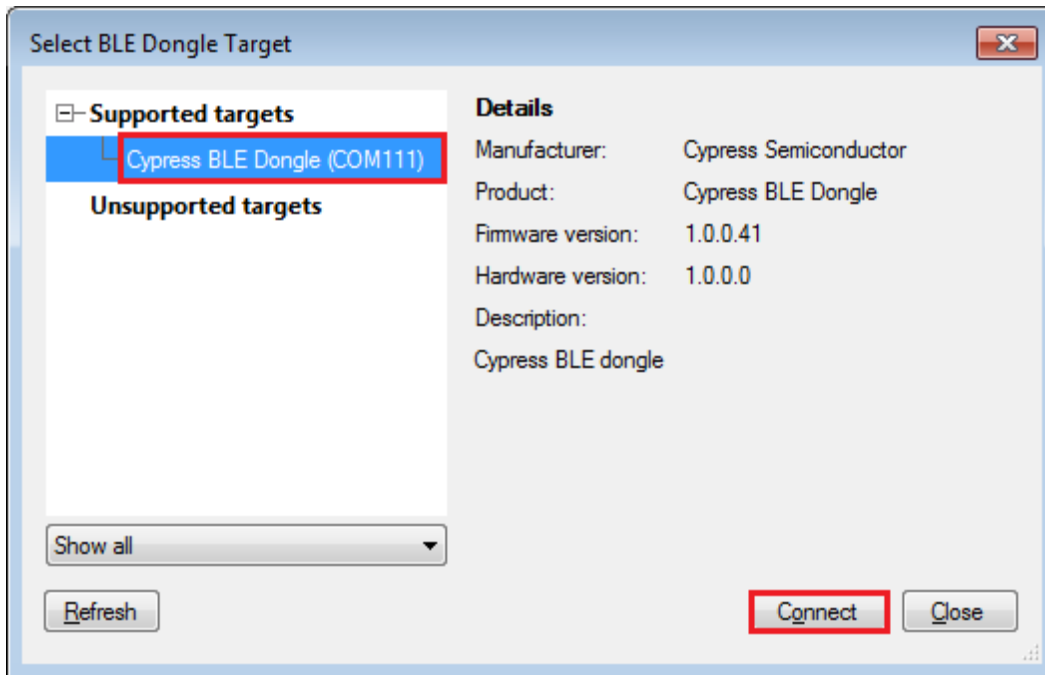 Select BLE Dongle Target
Supported targets
Cypress BLE Dongle (COM111)
Unsupported targets
Show all
Refresh
Details
Manufacturer: Cypress Semiconductor
Product: Cypress BLE Dongle
Firmware version: 1.0.0.41
Hardware version: 1.0.0.0
Description:
Cypress BLE dongle
Connect
Close